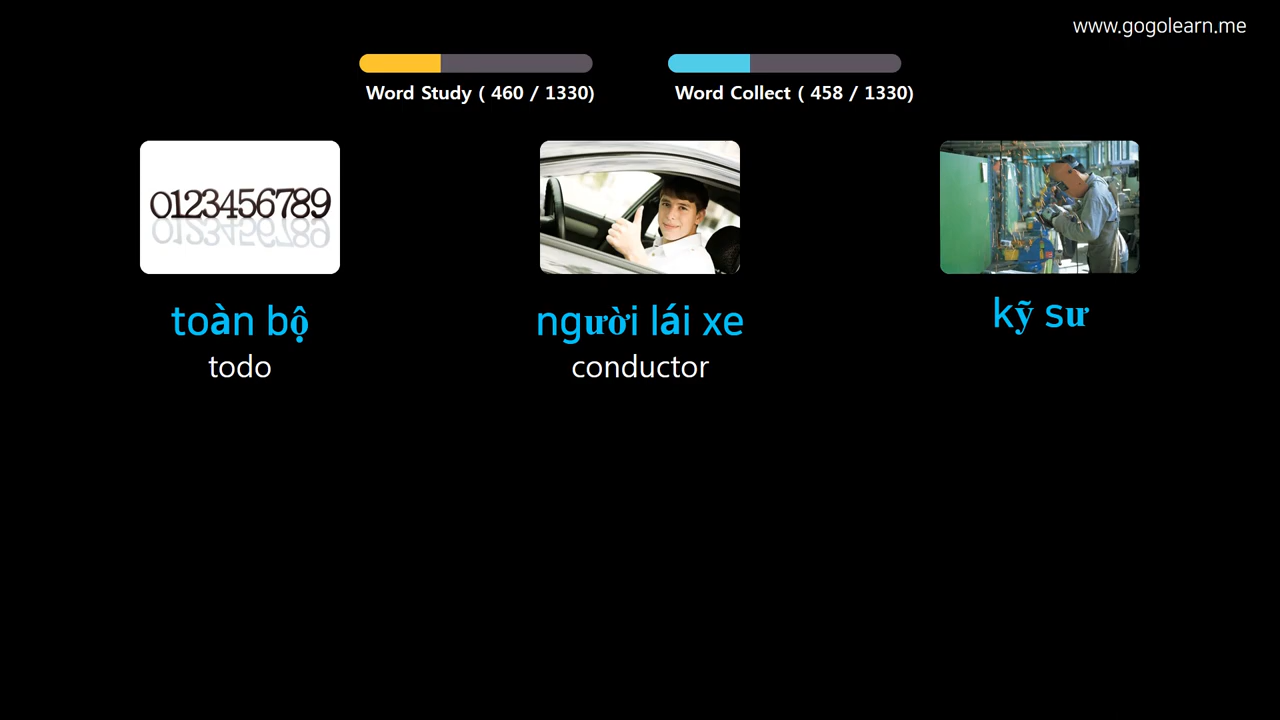 www.gogolearn.me
Word Study ( 460 / 1330)
Word Collect ( 458 / 1330)
0123456789
toàn bộ
todo
người lái xe
conductor
kỹ sư